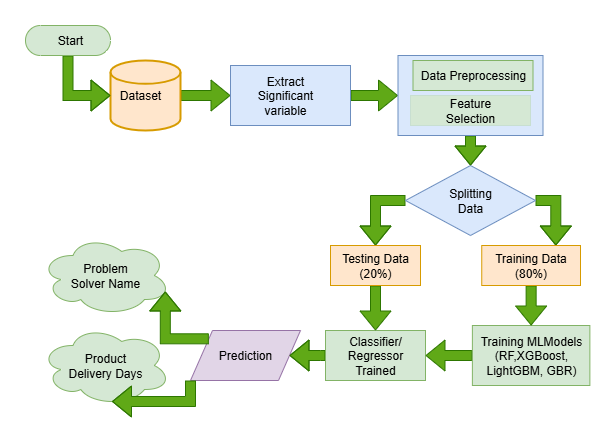 Start
Dataset
Extract
Significant
variable
Data Preprocessing
Feature
Selection
Splitting
Data
Testing Data
(20%)
Training Data
(80%)
Problem
Solver Name
Product
Delivery Days
Prediction
Classifier/
Regressor
Trained
Training MLModels
(RF,XGBoost,
LightGBM, GBR)